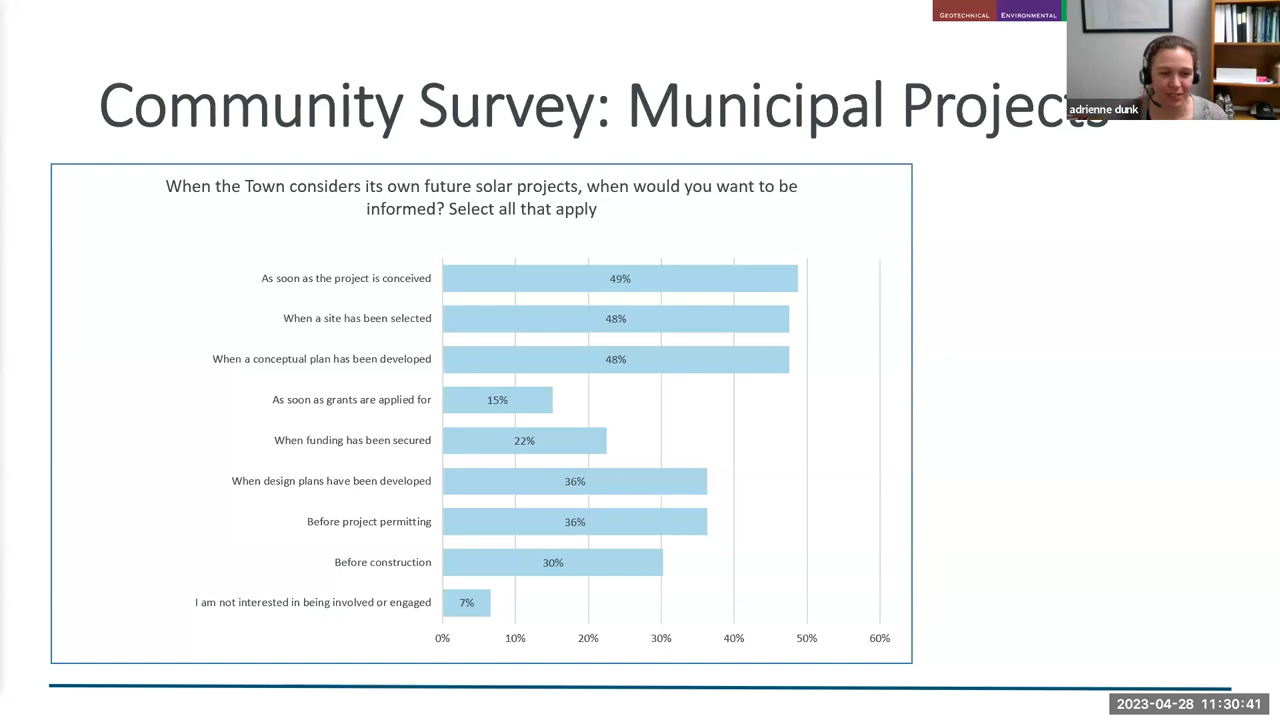 GEOTECHNICAL ENVIRONMENTAL
Community Survey: Municipal Projects
adrienne dunk
When the Town considers its own future solar projects, when would you want to be
informed? Select all that apply
As soon as the project is conceived 49%
When a site has been selected 48%
When a conceptual plan has been developed 48%
As soon as grants are applied for 15%
When funding has been secured 22%
When design plans have been developed 36%
Before project permitting 36%
Before construction 30%
I am not interested in being involved or engaged 7%
0% 10% 20% 30% 40% 50% 60%
2023-04-28 11:30:41